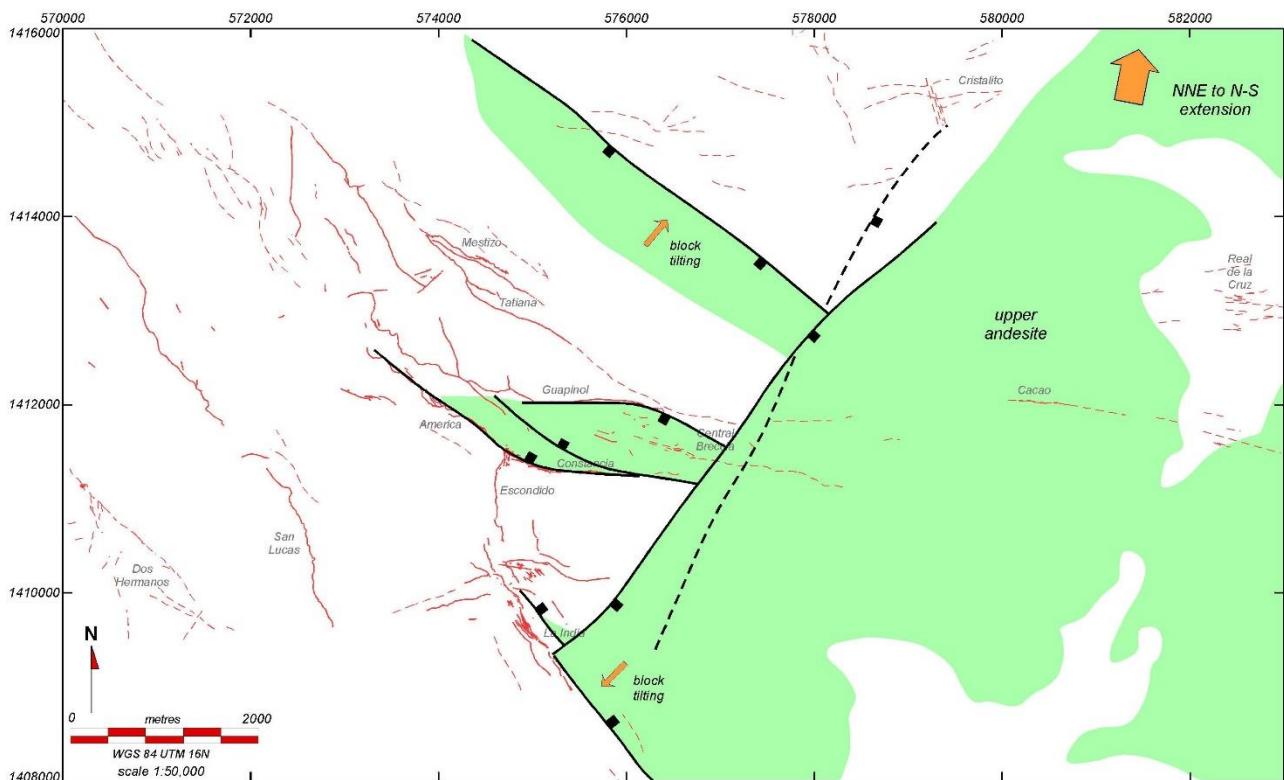 570000
572000
574000
576000
578000
580000
582000
1416000
1414000
1412000
1410000
1408000
Cristalito
NNE to N-S
extension
Mestizo
block
tilting
Tatiana
Real
de la
Cruz
upper
andesite
Guapinol
Cacao
America
Central
Breccia
Constancia
Escondido
San
Lucas
Dos
Hermanos
La India
N
block
tilting
0
metres
2000
WGS 84 UTM 16N
scale 1:50,000